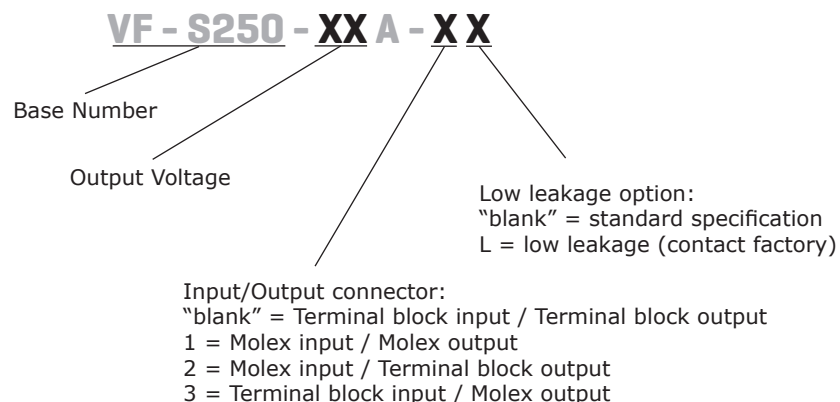 VF - S250 - XX A - X X
Base Number
Output Voltage
Low leakage option:
“blank” = standard specification
L = low leakage (contact factory)
Input/Output connector:
“blank” = Terminal block input / Terminal block output
1 = Molex input / Molex output
2 = Molex input / Terminal block output
3 = Terminal block input / Molex output